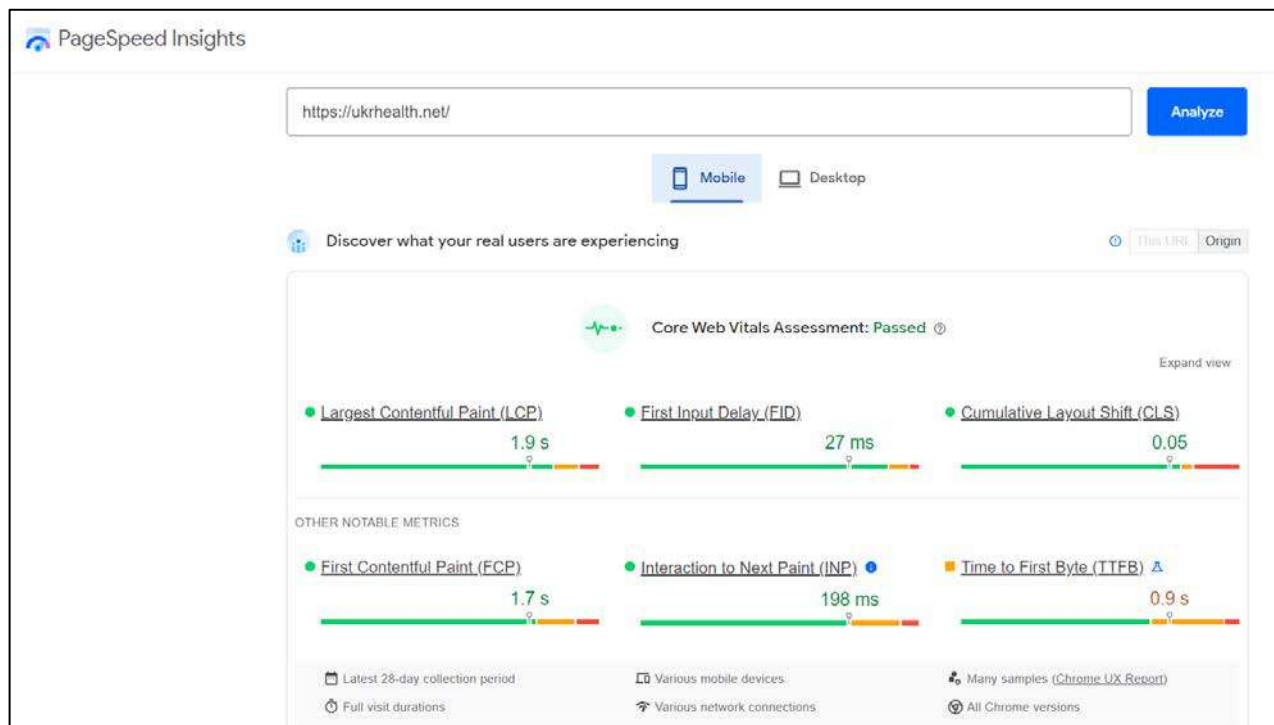 PageSpeed Insights
https://ukrhealth.net/
Analyze
Mobile Desktop
Discover what your real users are experiencing
This URL Origin
Core Web Vitals Assessment: Passed
Expand view
Largest Contentful Paint (LCP) First Input Delay (FID) Cumulative Layout Shift (CLS)
1.9 s 27 ms 0.05
OTHER NOTABLE METRICS
First Contentful Paint (FCP) Interaction to Next Paint (INP) Time to First Byte (TTFB)
1.7 s 198 ms 0.9 s
Latest 28-day collection period Various mobile devices Many samples (Chrome UX Report)
Full visit durations Various network connections All Chrome versions